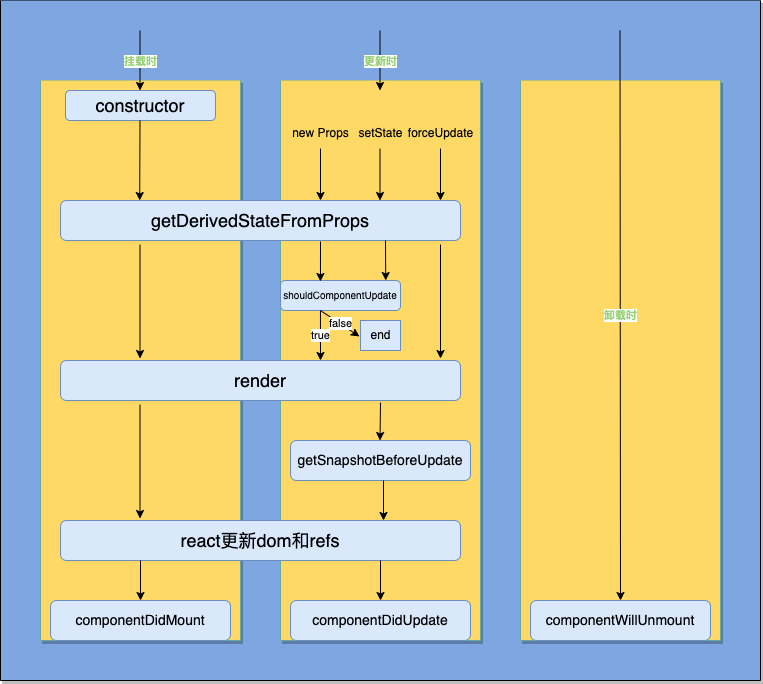 挂载时
更新时
constructor
new Props
setState
forceUpdate
getDerivedStateFromProps
shouldComponentUpdate
卸载时
false
true
end
render
getSnapshotBeforeUpdate
react更新dom和refs
componentDidMount
componentDidUpdate
componentWillUnmount